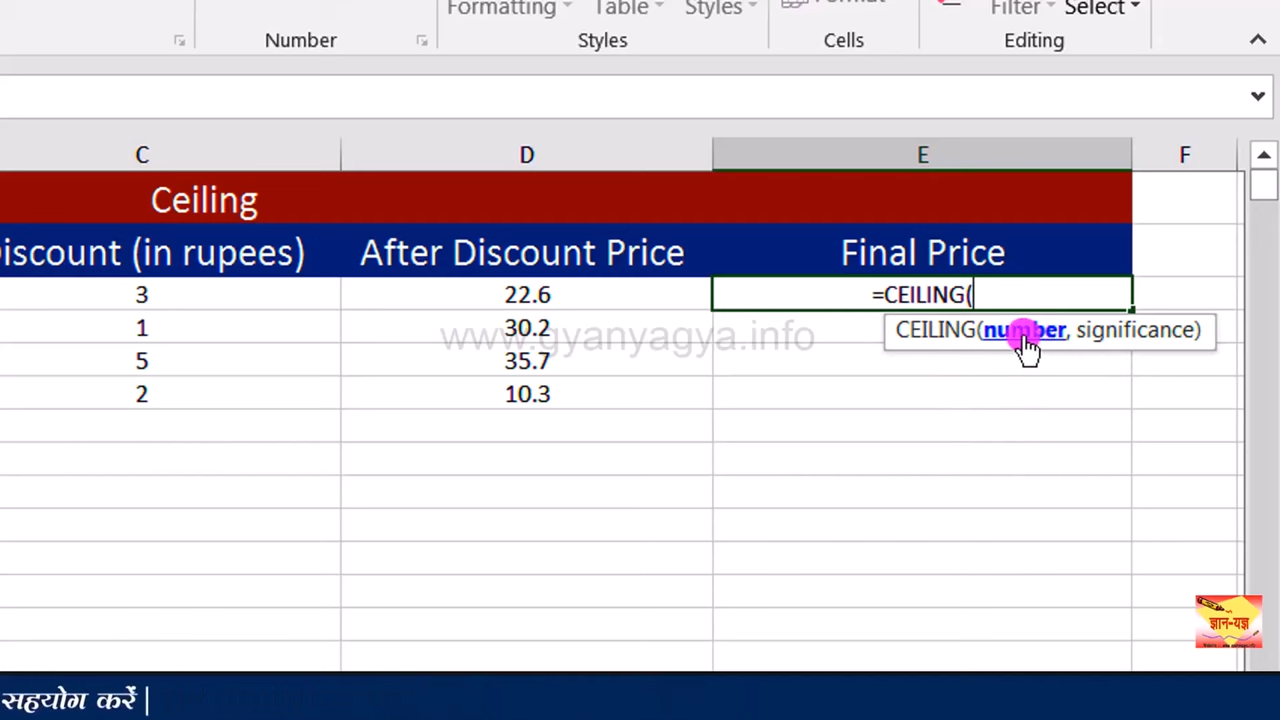 Formatting Table Styles Format Filter Select
Number Styles Cells Editing
C D E F
Ceiling
iscount (in rupees) After Discount Price Final Price
3 22.6 =CEILING(
CEILING(number, significance)
1 30.2
www.gyanyagya.info
5 35.7
2 10.3
ज्ञान-यज्ञ
सहयोग करें